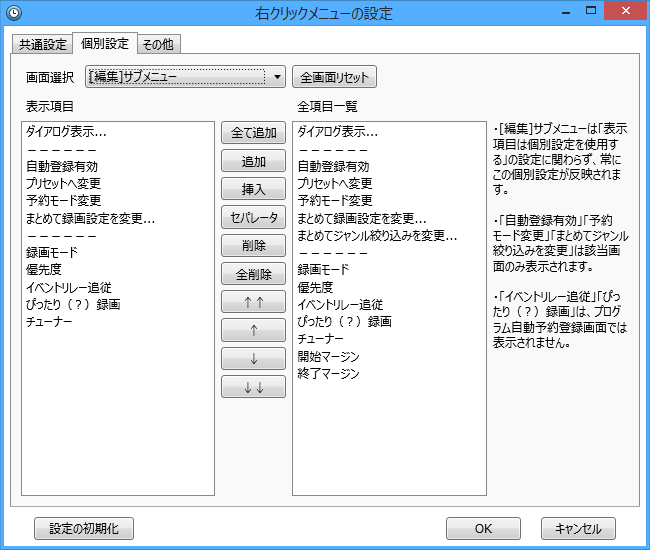 右クリックメニューの設定
共通設定
個別設定
その他
画面選択
[編集]サブメニュー
全画面リセット
表示項目
ダイアログ表示...
－－－－－－
自動登録有効
プリセットへ変更
予約モード変更
まとめて録画設定を変更...
－－－－－－
録画モード
優先度
イベントリレー追従
ぴったり（？）録画
チューナー
全て追加
追加
挿入
セパレータ
削除
全削除
↑↑
↑
↓
↓↓
全項目一覧
ダイアログ表示...
－－－－－－
自動登録有効
プリセットへ変更
予約モード変更
まとめて録画設定を変更...
まとめてジャンル絞り込みを変更...
－－－－－－
録画モード
優先度
イベントリレー追従
ぴったり（？）録画
チューナー
開始マージン
終了マージン
・[編集]サブメニューは「表示
項目は個別設定を使用す
る」の設定に関わらず、常に
この個別設定が反映されま
す。
・「自動登録有効」「予約
モード変更」「まとめてジャンル
絞り込みを変更」は該当画
面のみ表示されます。
・「イベントリレー追従」「ぴっ
たり（？）録画」は、プログ
ラム自動予約登録画面では
表示されません。
設定の初期化
OK
キャンセル